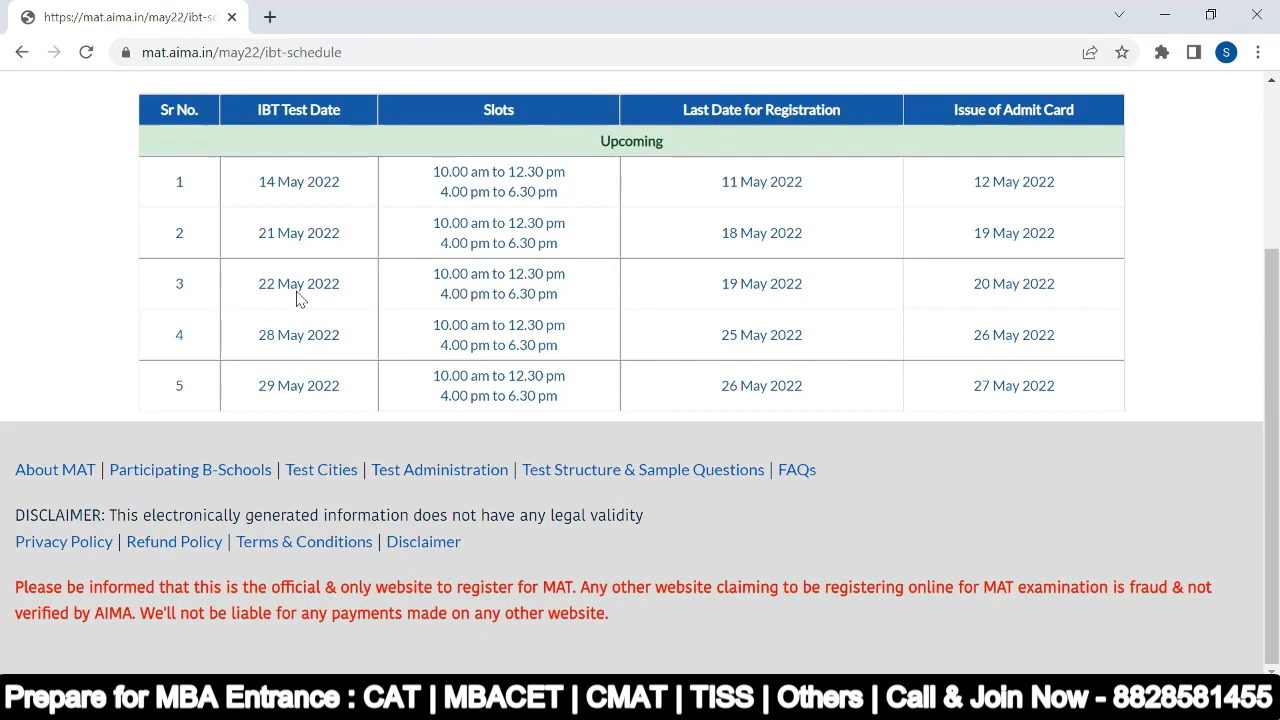 https://mat.aima.in/may22/ibt-sc
mat.aima.in/may22/ibt-schedule
S
Sr No. IBT Test Date Slots Last Date for Registration Issue of Admit Card
Upcoming
1 14 May 2022 10.00 am to 12.30 pm 4.00 pm to 6.30 pm 11 May 2022 12 May 2022
2 21 May 2022 10.00 am to 12.30 pm 4.00 pm to 6.30 pm 18 May 2022 19 May 2022
3 22 May 2022 10.00 am to 12.30 pm 4.00 pm to 6.30 pm 19 May 2022 20 May 2022
4 28 May 2022 10.00 am to 12.30 pm 4.00 pm to 6.30 pm 25 May 2022 26 May 2022
5 29 May 2022 10.00 am to 12.30 pm 4.00 pm to 6.30 pm 26 May 2022 27 May 2022
About MAT | Participating B-Schools | Test Cities | Test Administration | Test Structure & Sample Questions | FAQs
DISCLAIMER: This electronically generated information does not have any legal validity
Privacy Policy | Refund Policy | Terms & Conditions | Disclaimer
Please be informed that this is the official & only website to register for MAT. Any other website claiming to be registering online for MAT examination is fraud & not
verified by AIMA. We'll not be liable for any payments made on any other website.
Prepare for MBA Entrance : CAT | MBACET | CMAT | TISS | Others | Call & Join Now - 8828581455